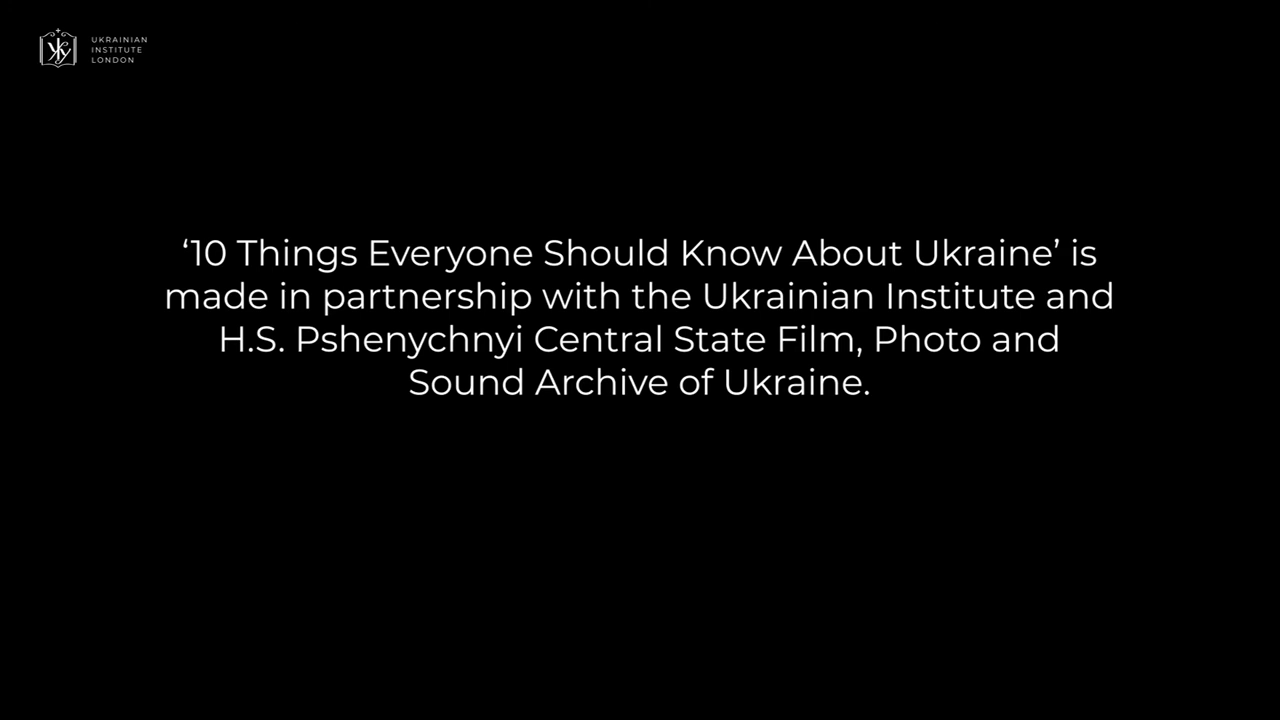 UKRAINIAN
INSTITUTE
LONDON
‘10 Things Everyone Should Know About Ukraine’ is
made in partnership with the Ukrainian Institute and
H.S. Pshenychnyi Central State Film, Photo and
Sound Archive of Ukraine.